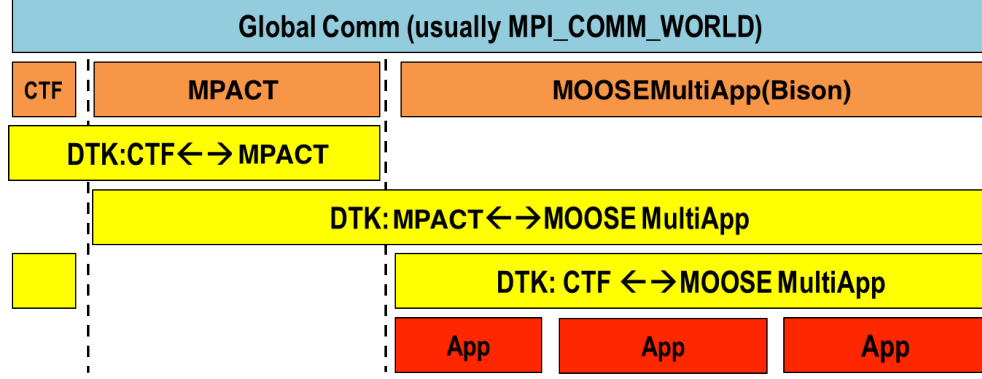 Global Comm (usually MPI_COMM_WORLD)
CTF MPACT MOOSEMultiApp(Bison)
DTK:CTF←→MPACT
DTK:MPACT←→MOOSE MultiApp
DTK: CTF ←→MOOSE MultiApp
App App App